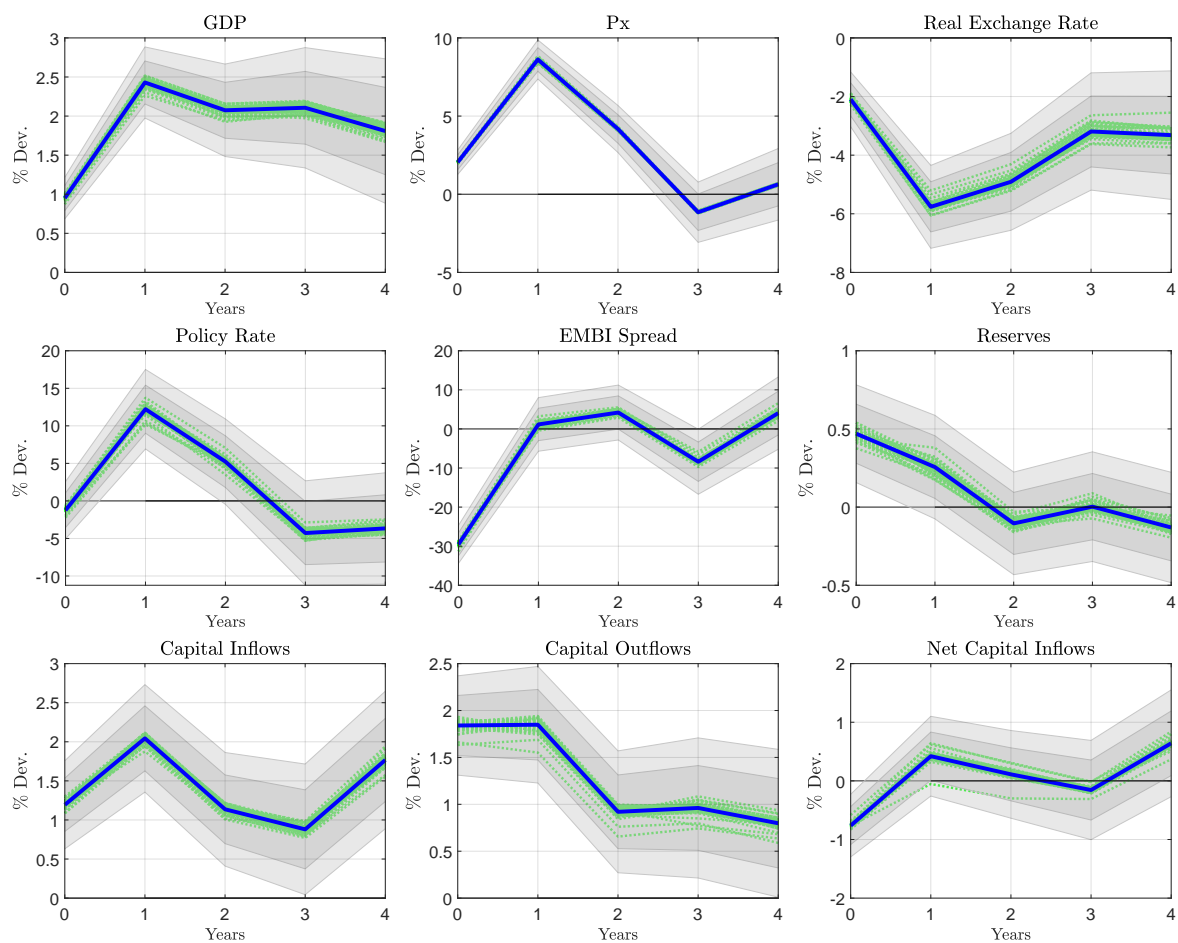 GDP
% Dev.
3
2.5
2
1.5
1
0.5
0
0 1 2 3 4
Years
Px
% Dev.
10
5
0
-5
0 1 2 3 4
Years
Real Exchange Rate
% Dev.
0
-2
-4
-6
-8
0 1 2 3 4
Years
Policy Rate
% Dev.
20
15
10
5
0
-5
-10
0 1 2 3 4
Years
EMBI Spread
% Dev.
20
10
0
-10
-20
-30
-40
0 1 2 3 4
Years
Reserves
% Dev.
1
0.5
0
-0.5
0 1 2 3 4
Years
Capital Inflows
% Dev.
3
2.5
2
1.5
1
0.5
0
0 1 2 3 4
Years
Capital Outflows
% Dev.
2.5
2
1.5
1
0.5
0
0 1 2 3 4
Years
Net Capital Inflows
% Dev.
2
1
0
-1
-2
0 1 2 3 4
Years